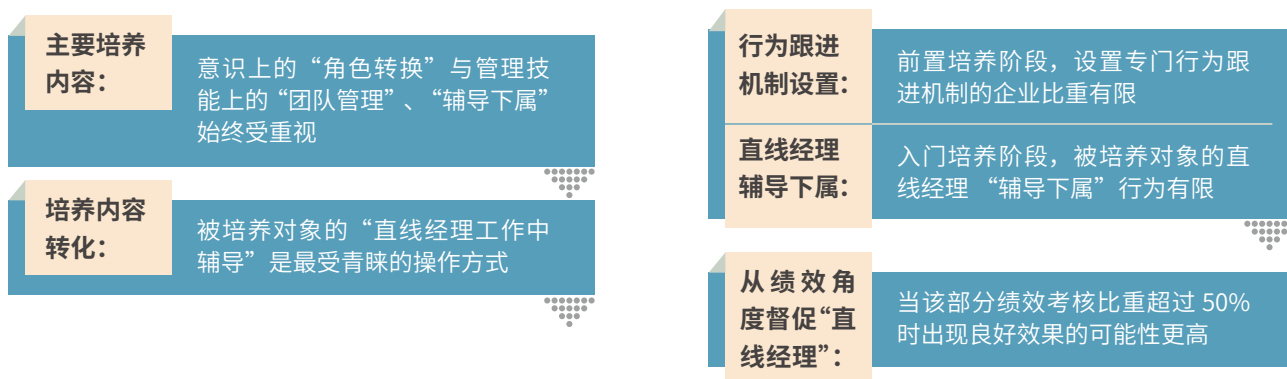 主要培养
内容：
意识上的“角色转换”与管理技
能上的“团队管理”、“辅导下属”
始终受重视
培养内容
转化：
被培养对象的“直线经理工作中
辅导”是最受青睐的操作方式
行为跟进
机制设置：
前置培养阶段，设置专门行为跟
进机制的企业比重有限
直线经理
辅导下属：
入门培养阶段，被培养对象的直
线经理 “辅导下属”行为有限
从绩效角
度督促“直
线经理”：
当该部分绩效考核比重超过 50%
时出现良好效果的可能性更高